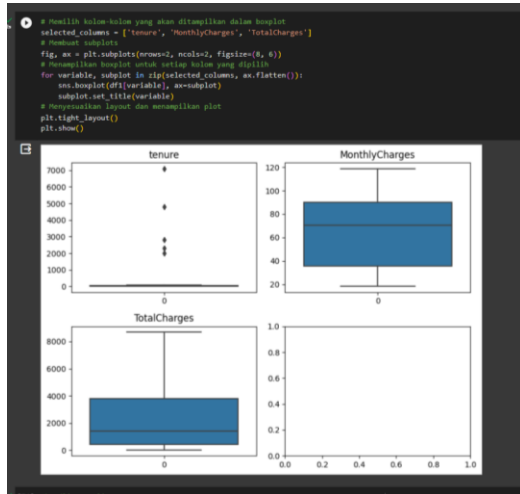 # Memilih kolom-kolom yang akan ditampilkan dalam boxplot
selected_columns = ['tenure', 'MonthlyCharges', 'TotalCharges']
# Membuat subplots
fig, ax = plt.subplots(nrows=2, ncols=2, figsize=(8, 6))
# Menampilkan boxplot untuk setiap kolom yang dipilih
for variable, subplot in zip(selected_columns, ax.flatten()):
    sns.boxplot(df1[variable], ax=subplot)
    subplot.set_title(variable)
# Menyesuaikan layout dan menampilkan plot
plt.tight_layout()
plt.show()
tenure
7000
6000
5000
4000
3000
2000
1000
0
0
MonthlyCharges
120
100
80
60
40
20
0
TotalCharges
8000
6000
4000
2000
0
0
1.0
0.8
0.6
0.4
0.2
0.0
0.0 0.2 0.4 0.6 0.8 1.0